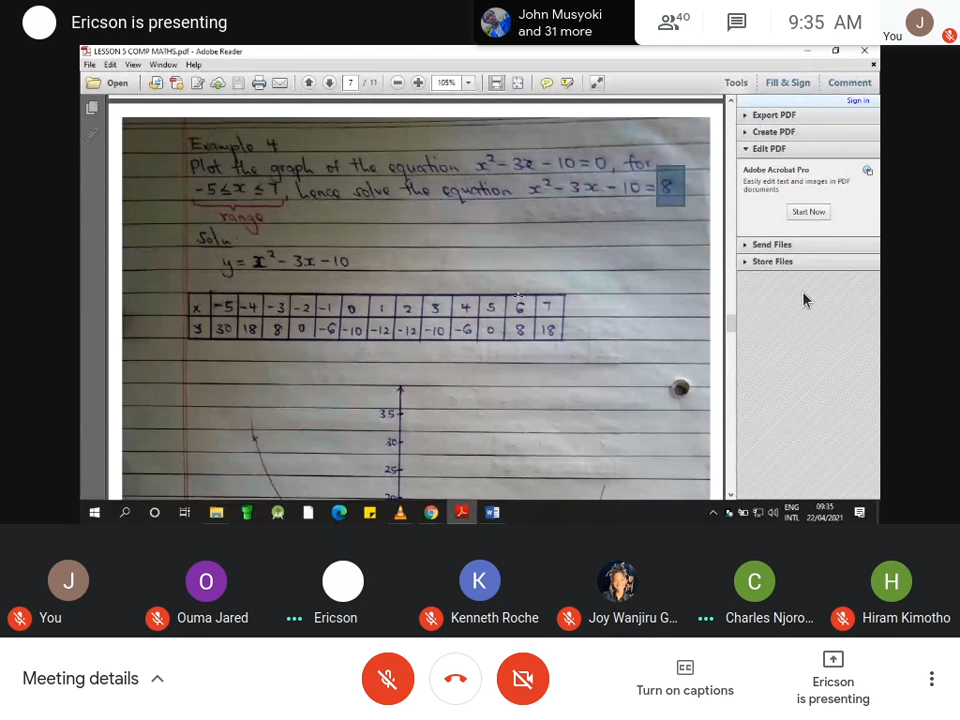 Ericson is presenting
John Musyoki
and 31 more
40
9:35 AM
J
You
LESSON 5 COMP MATHS.pdf - Adobe Reader
File Edit View Window Help
Open 7 / 11 105% Tools Fill & Sign Comment
Sign In
Export PDF
Create PDF
Edit PDF
Adobe Acrobat Pro
Easily edit text and images in PDF
documents
Start Now
Send Files
Store Files
Example 4
Plot the graph of the equation x² - 3x - 10 = 0, for
-5 ≤ x ≤ 7, hence solve the equation x² - 3x - 10 = 8
range
Soln.
y = x² - 3x - 10
x -5 -4 -3 -2 -1 0 1 2 3 4 5 6 7
y 30 18 8 0 -6 -10 -12 -12 -10 -6 0 8 18
35
30
25
20
ENG
INTL
09:35
22/04/2021
J O K C H
You Ouma Jared Ericson Kenneth Roche Joy Wanjiru G... Charles Njoro... Hiram Kimotho
Meeting details
Turn on captions
Ericson
is presenting